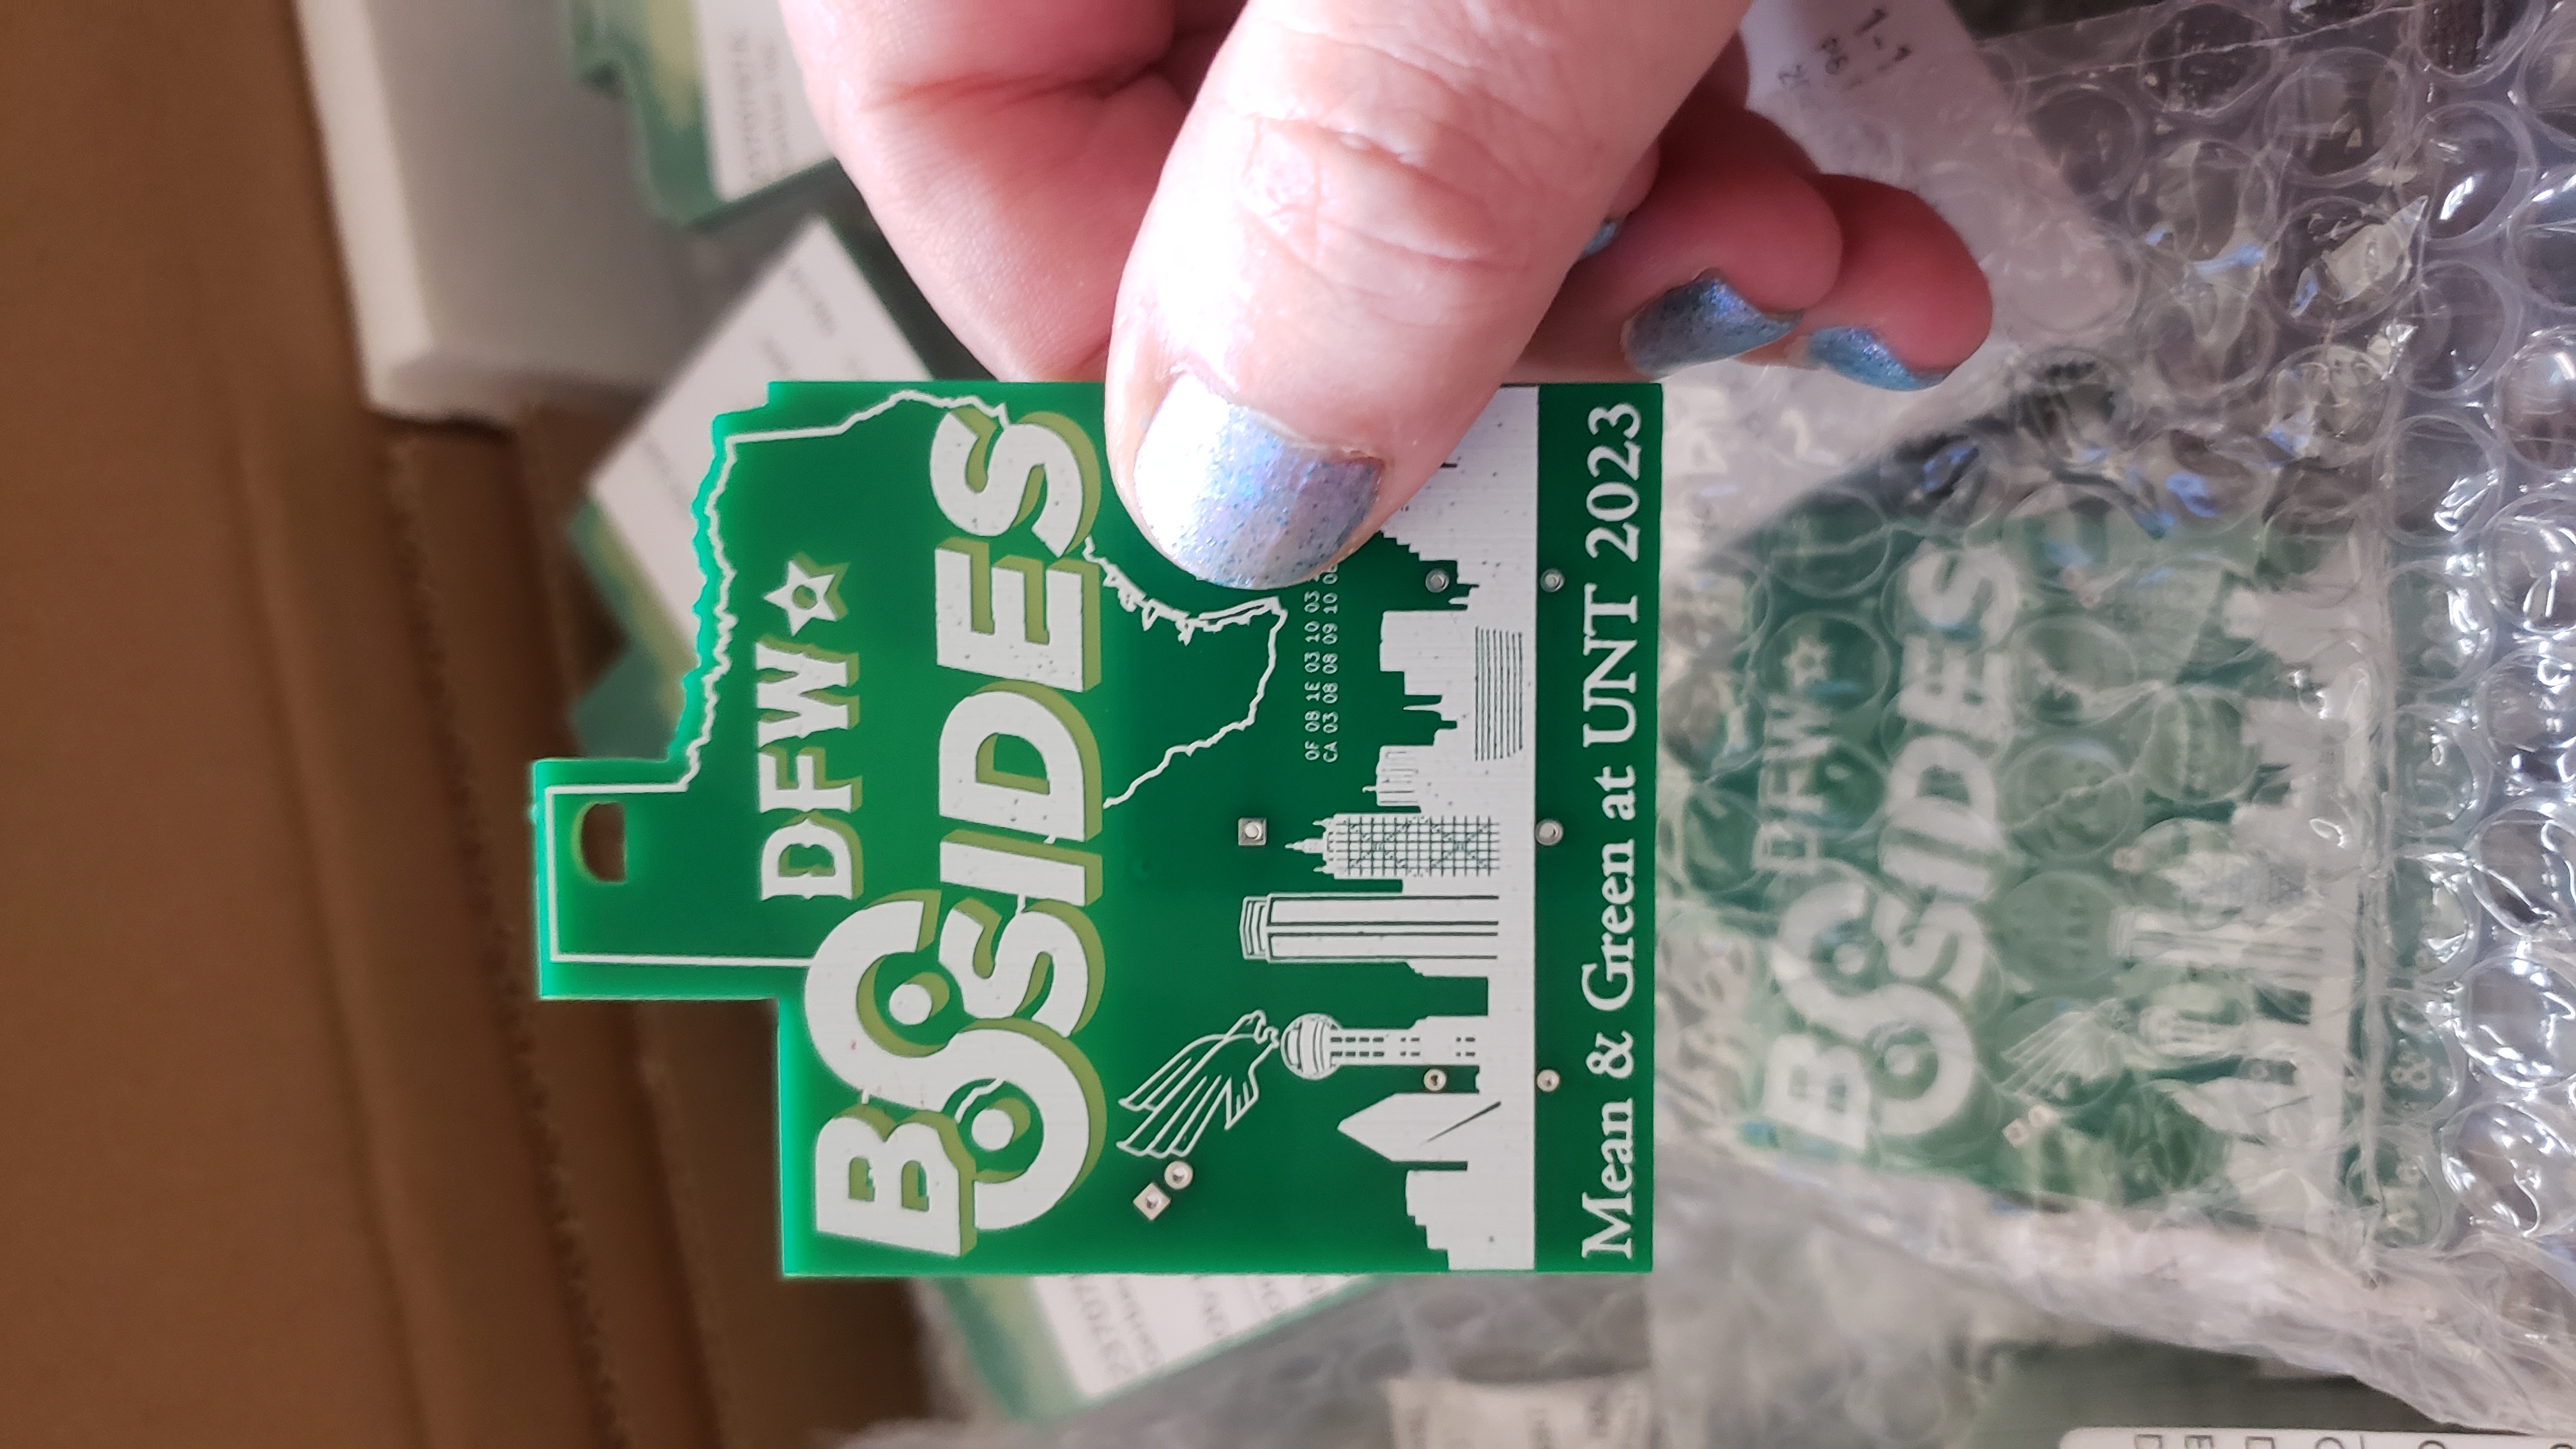 DFW
BSIDES
0F 0B 1E 03 10 03
CA 03 08 08 09 10
Mean & Green at UNT 2023
DFW
BSIDES